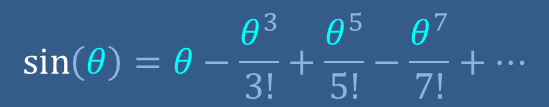 sin(θ) = θ − θ³/3! + θ⁵/5! − θ⁷/7! + ⋯